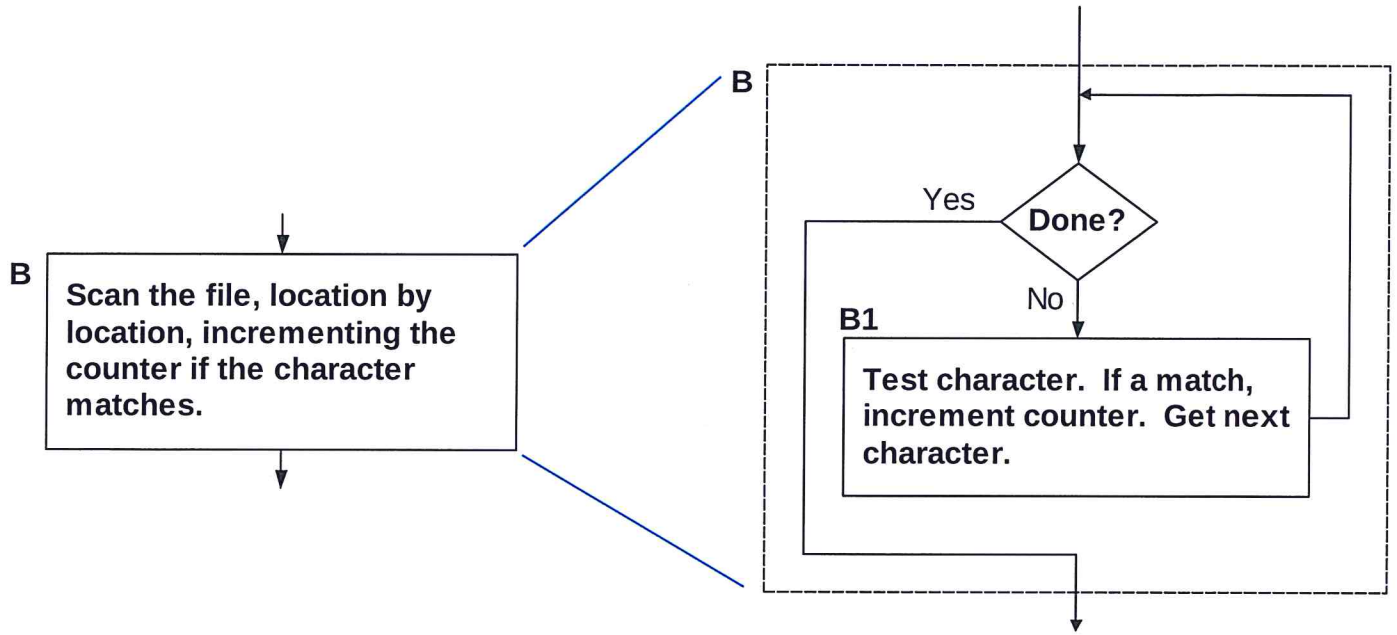 B
Scan the file, location by
location, incrementing the
counter if the character
matches.
B
Done?
Yes
No
B1
Test character.  If a match,
increment counter.  Get next
character.